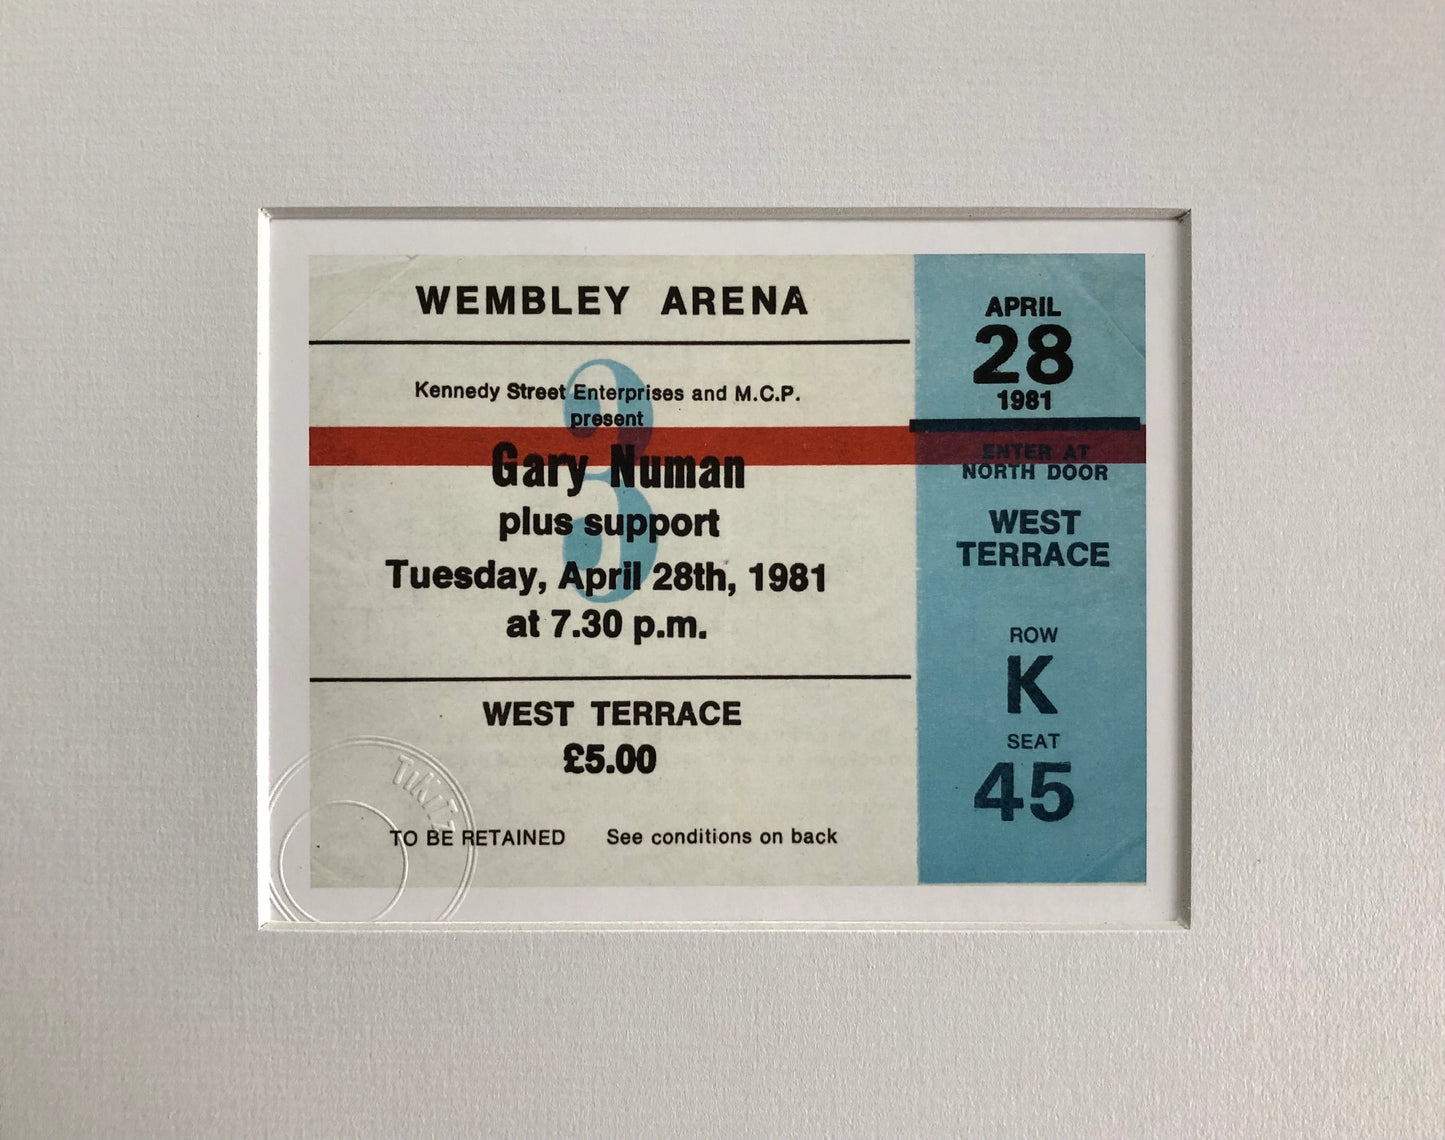 WEMBLEY ARENA
3
Kennedy Street Enterprises and M.C.P.
present
Gary Numan
plus support
Tuesday, April 28th, 1981
at 7.30 p.m.
WEST TERRACE
£5.00
TO BE RETAINED See conditions on back
APRIL
28
1981
ENTER AT
NORTH DOOR
WEST
TERRACE
ROW
K
SEAT
45